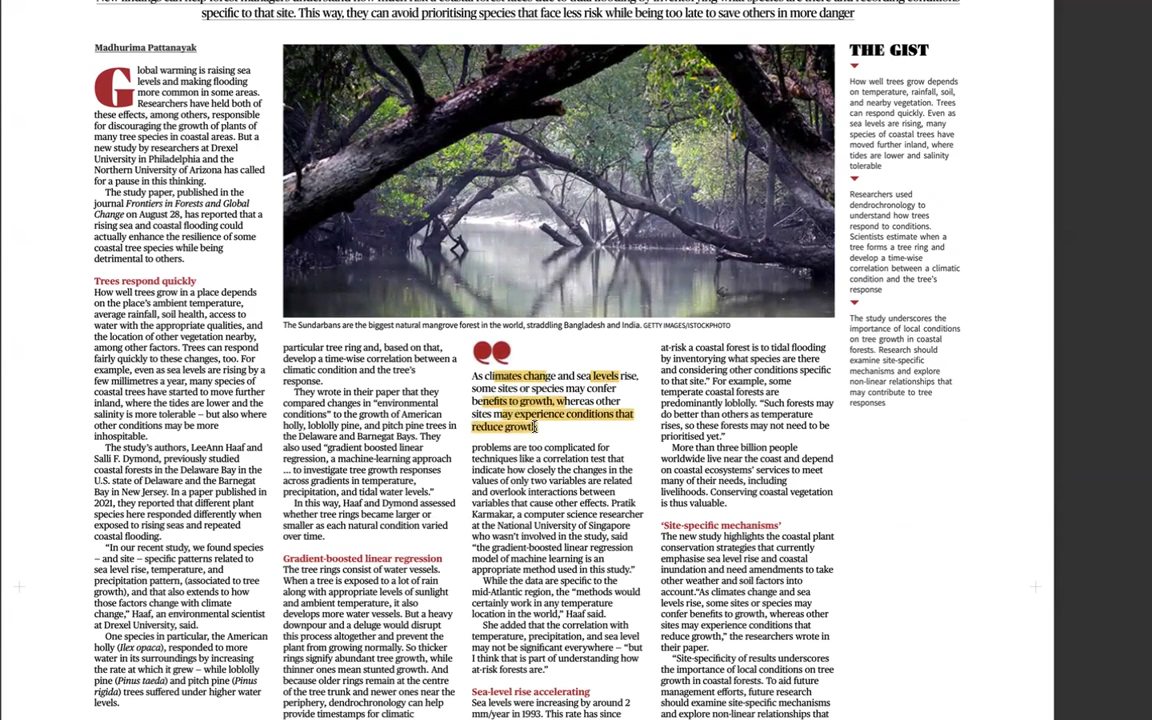 specific to that site. This way, they can avoid prioritising species that face less risk while being too late to save others in more danger
Madhurima Pattanayak
Global warming is raising sea
levels and making flooding
more common in some areas.
Researchers have held both of
these effects, among others, responsible
for discouraging the growth of plants of
many tree species in coastal areas. But a
new study by researchers at Drexel
University in Philadelphia and the
Northern University of Arizona has called
for a pause in this thinking.
The study paper, published in the
journal Frontiers in Forests and Global
Change on August 28, has reported that a
rising sea and coastal flooding could
actually enhance the resilience of some
coastal tree species while being
detrimental to others.
Trees respond quickly
How well trees grow in a place depends
on the place's ambient temperature,
average rainfall, soil health, access to
water with the appropriate qualities, and
the location of other vegetation nearby,
among other factors. Trees can respond
fairly quickly to these changes, too. For
example, even as sea levels are rising by a
few millimetres a year, many species of
coastal trees have started to move further
inland, where the tides are lower and the
salinity is more tolerable – but also where
other conditions may be more
inhospitable.
The study's authors, LeeAnn Haaf and
Salli F. Dymond, previously studied
coastal forests in the Delaware Bay in the
U.S. state of Delaware and the Barnegat
Bay in New Jersey. In a paper published in
2021, they reported that different plant
species here responded differently when
exposed to rising seas and repeated
coastal flooding.
"In our recent study, we found species
– and site – specific patterns related to
sea level rise, temperature, and
precipitation pattern, (associated to tree
growth), and that also extends to how
those factors change with climate
change," Haaf, an environmental scientist
at Drexel University, said.
One species in particular, the American
holly (Ilex opaca), responded to more
water in its surroundings by increasing
the rate at which it grew – while loblolly
pine (Pinus taeda) and pitch pine (Pinus
rigida) trees suffered under higher water
levels.
The Sundarbans are the biggest natural mangrove forest in the world, straddling Bangladesh and India. GETTY IMAGES/ISTOCKPHOTO
particular tree ring and, based on that,
develop a time-wise correlation between a
climatic condition and the tree's
response.
They wrote in their paper that they
compared changes in "environmental
conditions" to the growth of American
holly, loblolly pine, and pitch pine trees in
the Delaware and Barnegat Bays. They
also used "gradient boosted linear
regression, a machine-learning approach
... to investigate tree growth responses
across gradients in temperature,
precipitation, and tidal water levels."
In this way, Haaf and Dymond assessed
whether tree rings became larger or
smaller as each natural condition varied
over time.
Gradient-boosted linear regression
The tree rings consist of water vessels.
When a tree is exposed to a lot of rain
along with appropriate levels of sunlight
and ambient temperature, it also
develops more water vessels. But a heavy
downpour and a deluge would disrupt
this process altogether and prevent the
plant from growing normally. So thicker
rings signify abundant tree growth, while
thinner ones mean stunted growth. And
because older rings remain at the centre
of the tree trunk and newer ones near the
periphery, dendrochronology can help
provide timestamps for climatic
As climates change and sea levels rise,
some sites or species may confer
benefits to growth, whereas other
sites may experience conditions that
reduce growth
problems are too complicated for
techniques like a correlation test that
indicate how closely the changes in the
values of only two variables are related
and overlook interactions between
variables that cause other effects. Pratik
Karmakar, a computer science researcher
at the National University of Singapore
who wasn't involved in the study, said
"the gradient-boosted linear regression
model of machine learning is an
appropriate method used in this study."
While the data are specific to the
mid-Atlantic region, the "methods would
certainly work in any temperature
location in the world," Haaf said.
She added that the correlation with
temperature, precipitation, and sea level
may not be significant everywhere – "but
I think that is part of understanding how
at-risk forests are."
Sea-level rise accelerating
Sea levels were increasing by around 2
mm/year in 1993. This rate has since
at-risk a coastal forest is to tidal flooding
by inventorying what species are there
and considering other conditions specific
to that site." For example, some
temperate coastal forests are
predominantly loblolly. "Such forests may
do better than others as temperature
rises, so these forests may not need to be
prioritised yet."
More than three billion people
worldwide live near the coast and depend
on coastal ecosystems' services to meet
many of their needs, including
livelihoods. Conserving coastal vegetation
is thus valuable.
'Site-specific mechanisms'
The new study highlights the coastal plant
conservation strategies that currently
emphasise sea level rise and coastal
inundation and need amendments to take
other weather and soil factors into
account."As climates change and sea
levels rise, some sites or species may
confer benefits to growth, whereas other
sites may experience conditions that
reduce growth," the researchers wrote in
their paper.
"Site-specificity of results underscores
the importance of local conditions on tree
growth in coastal forests. To aid future
management efforts, future research
should examine site-specific mechanisms
and explore non-linear relationships that
THE GIST
How well trees grow depends
on temperature, rainfall, soil,
and nearby vegetation. Trees
can respond quickly. Even as
sea levels are rising, many
species of coastal trees have
moved further inland, where
tides are lower and salinity
tolerable
Researchers used
dendrochronology to
understand how trees
respond to conditions.
Scientists estimate when a
tree forms a tree ring and
develop a time-wise
correlation between a climatic
condition and the tree's
response
The study underscores the
importance of local conditions
on tree growth in coastal
forests. Research should
examine site-specific
mechanisms and explore
non-linear relationships that
may contribute to tree
responses